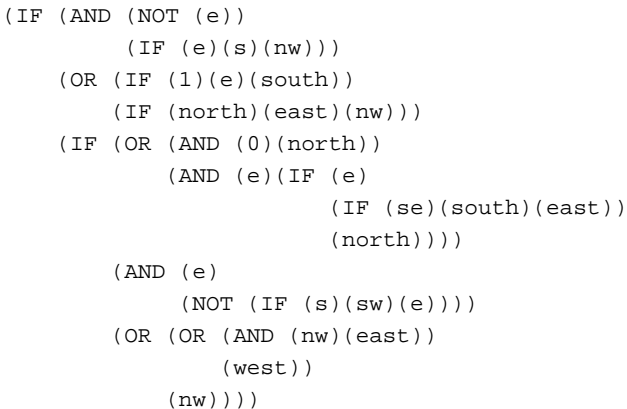 (IF (AND (NOT (e))
         (IF (e)(s)(nw)))
    (OR (IF (1)(e)(south))
        (IF (north)(east)(nw)))
    (IF (OR (AND (0)(north))
            (AND (e)(IF (e)
                        (IF (se)(south)(east))
                        (north))))
        (AND (e)
             (NOT (IF (s)(sw)(e))))
        (OR (OR (AND (nw)(east))
                (west))
            (nw))))